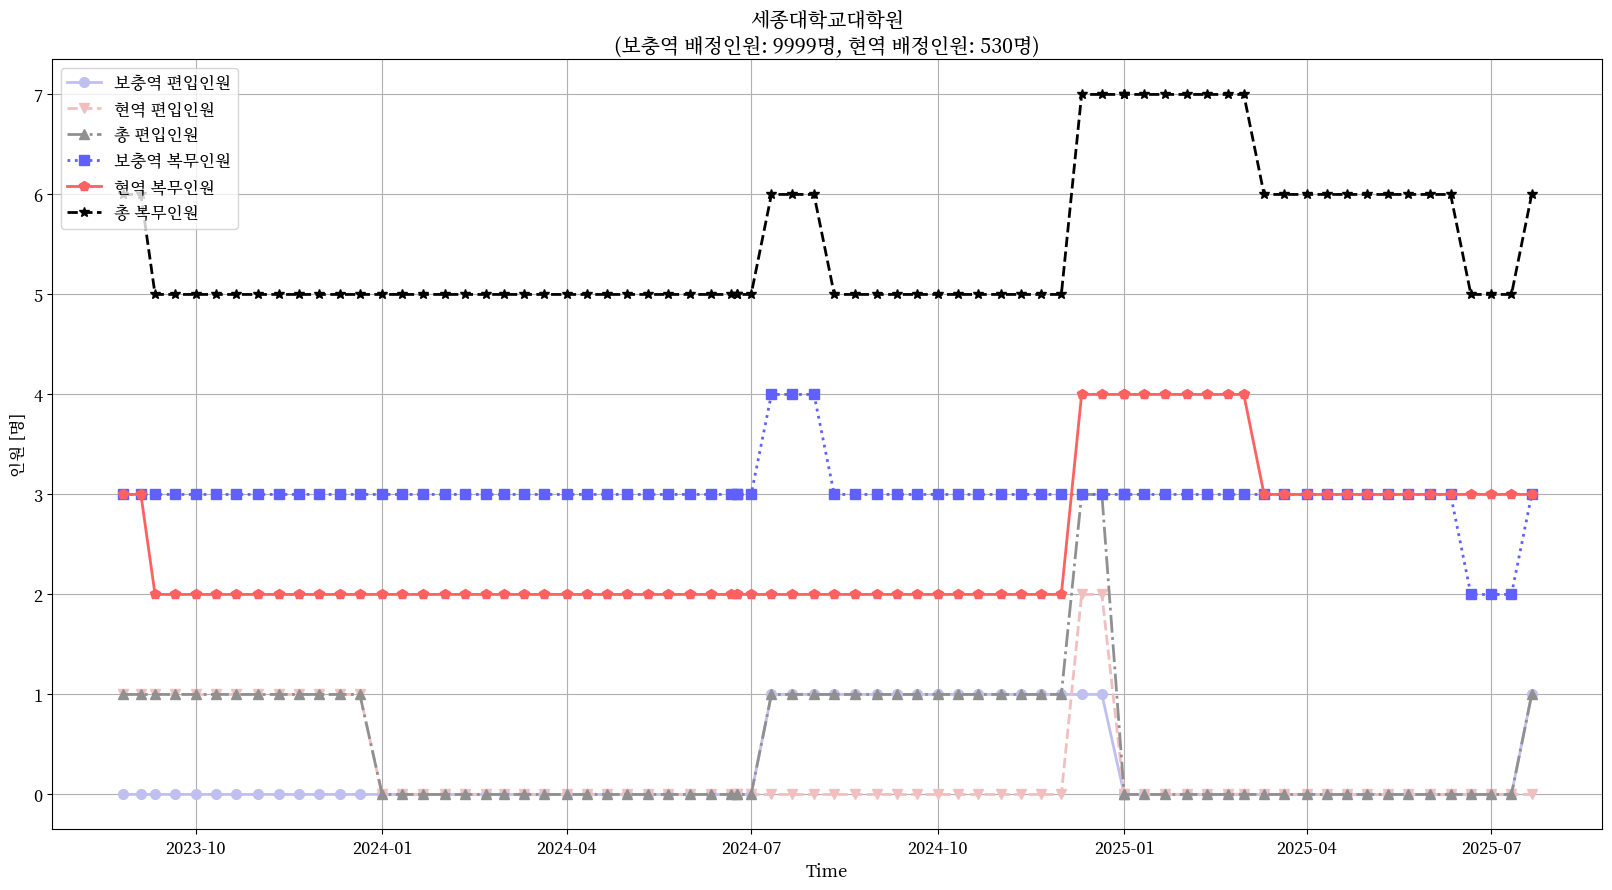 세종대학교대학원
(보충역 배정인원: 9999명, 현역 배정인원: 530명)
보충역 편입인원
현역 편입인원
총 편입인원
보충역 복무인원
현역 복무인원
총 복무인원
인원 [명]
7
6
5
4
3
2
1
0
2023-10
2024-01
2024-04
2024-07
2024-10
2025-01
2025-04
2025-07
Time